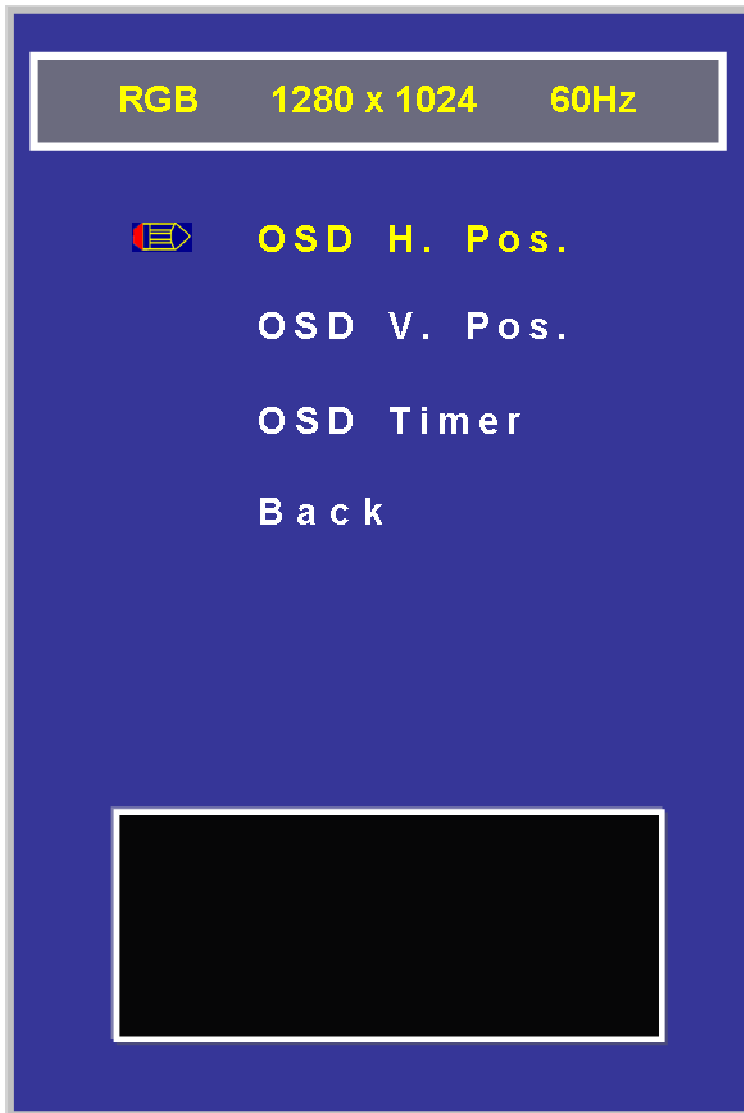 RGB 1280 x 1024 60Hz
OSD H. Pos.
OSD V. Pos.
OSD Timer
Back